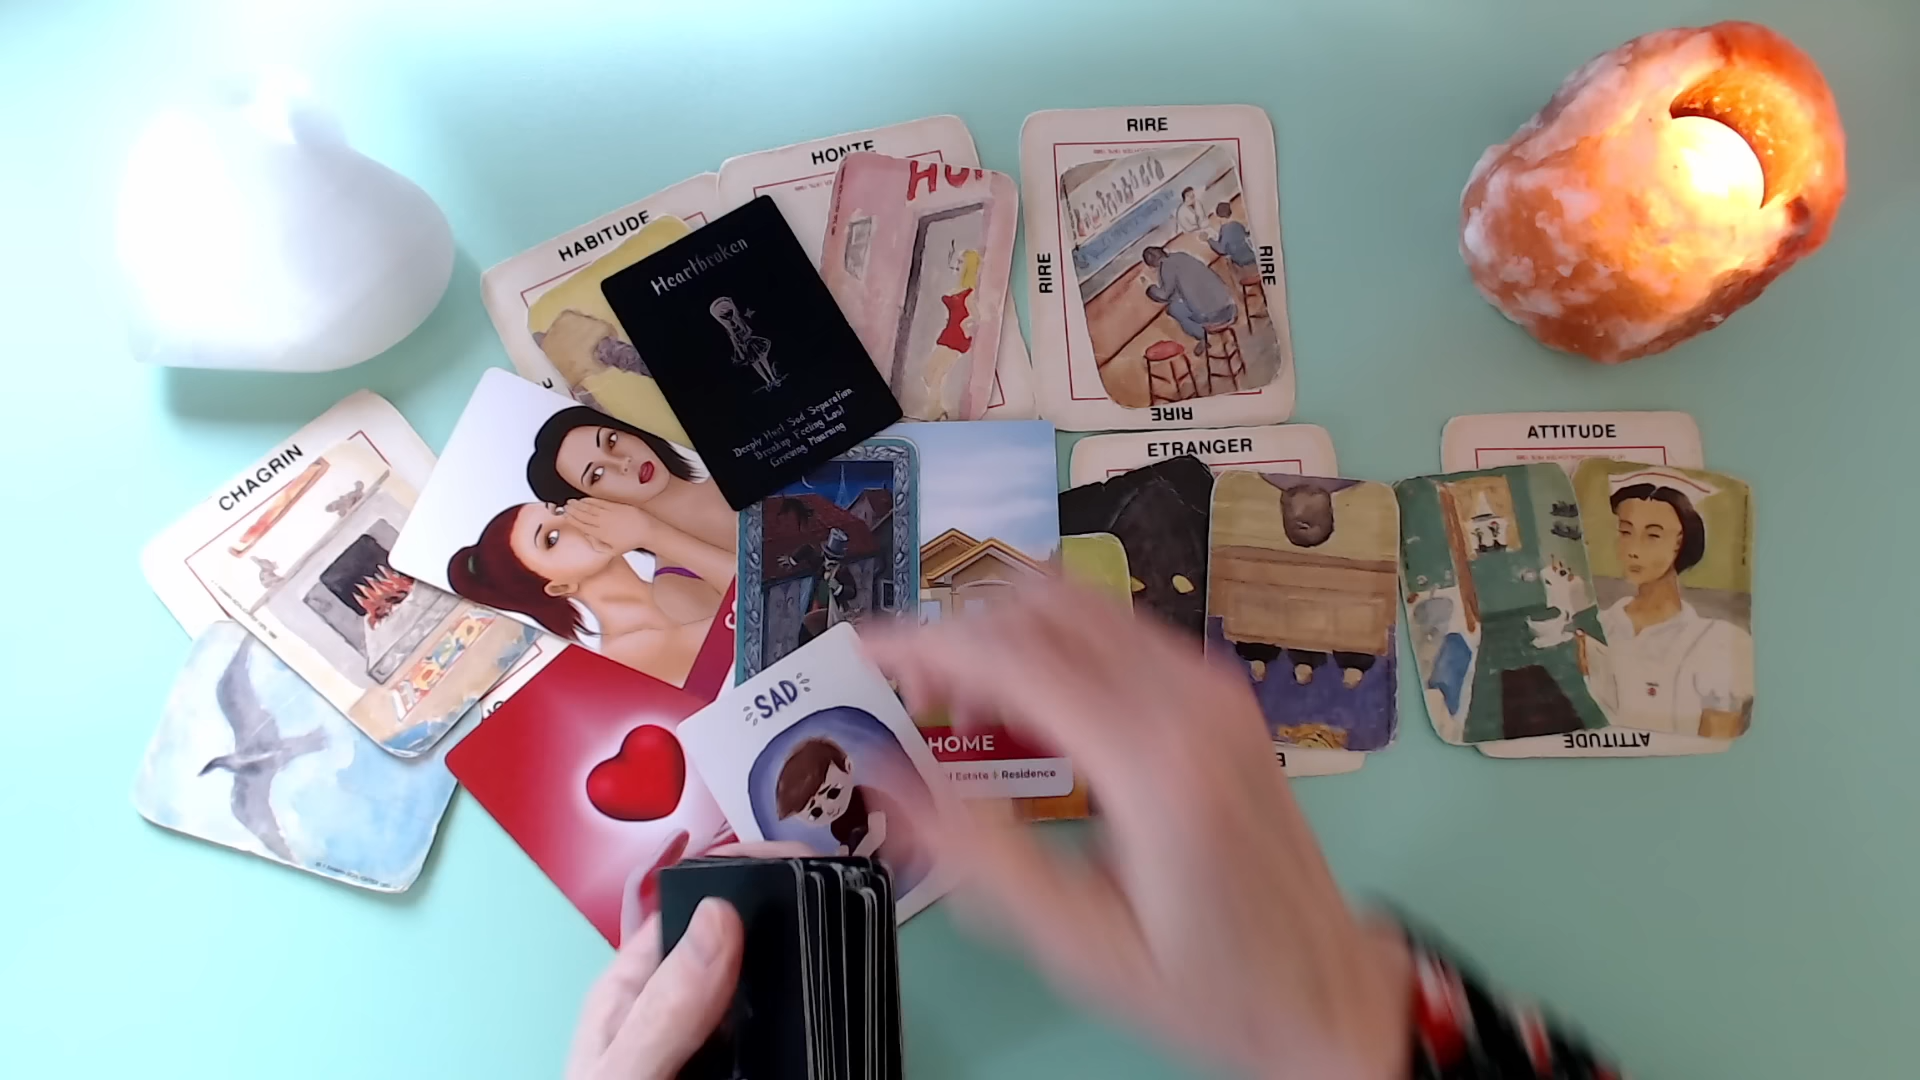 RIRE
HONTE
HU
HABITUDE
RIRE
RIRE
Heartbroken
RIRE
Deeply Hurt Sad Separation
Breakup Feeling Lost
Grieving Mourning
ATTITUDE
ETRANGER
CHAGRIN
SAD
HOME
Estate + Residence
ATTITUDE